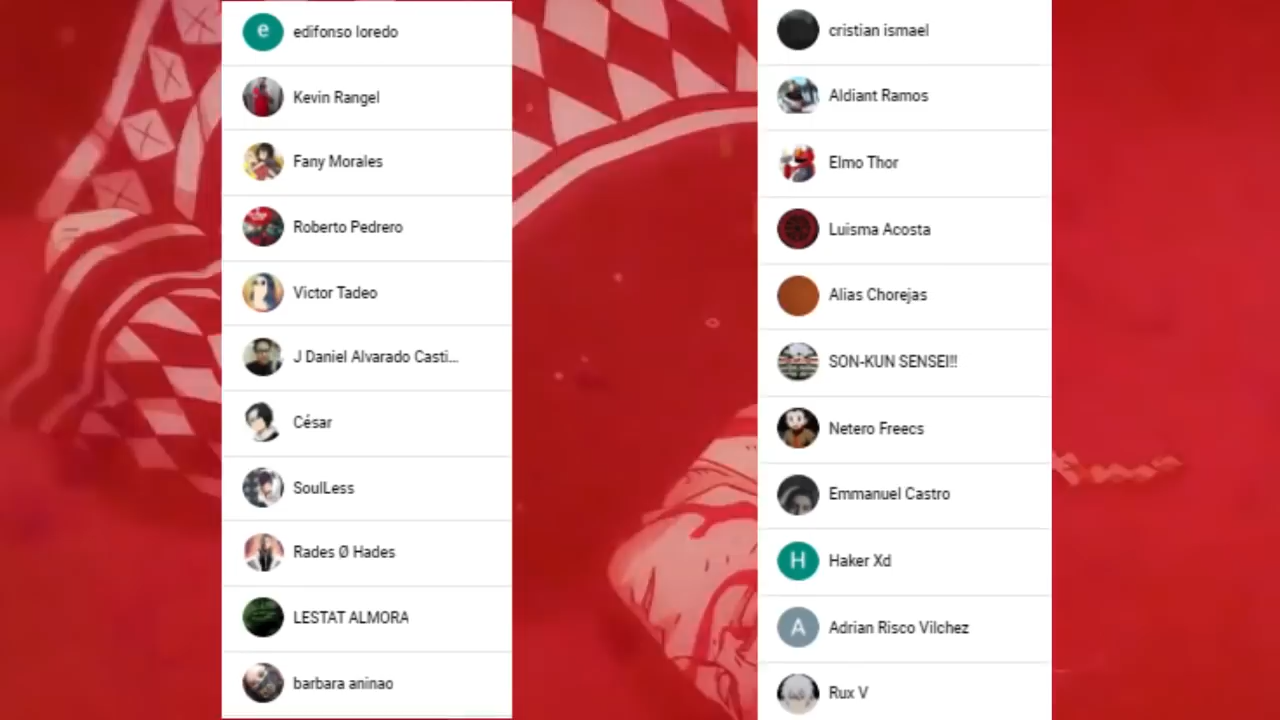 e
edifonso loredo
Kevin Rangel
Fany Morales
Roberto Pedrero
Victor Tadeo
J Daniel Alvarado Casti...
César
SoulLess
Rades Ø Hades
LESTAT ALMORA
barbara aninao
cristian ismael
Aldiant Ramos
Elmo Thor
Luisma Acosta
Alias Chorejas
SON-KUN SENSEI!!
Netero Freecs
Emmanuel Castro
H
Haker Xd
A
Adrian Risco Vilchez
Rux V